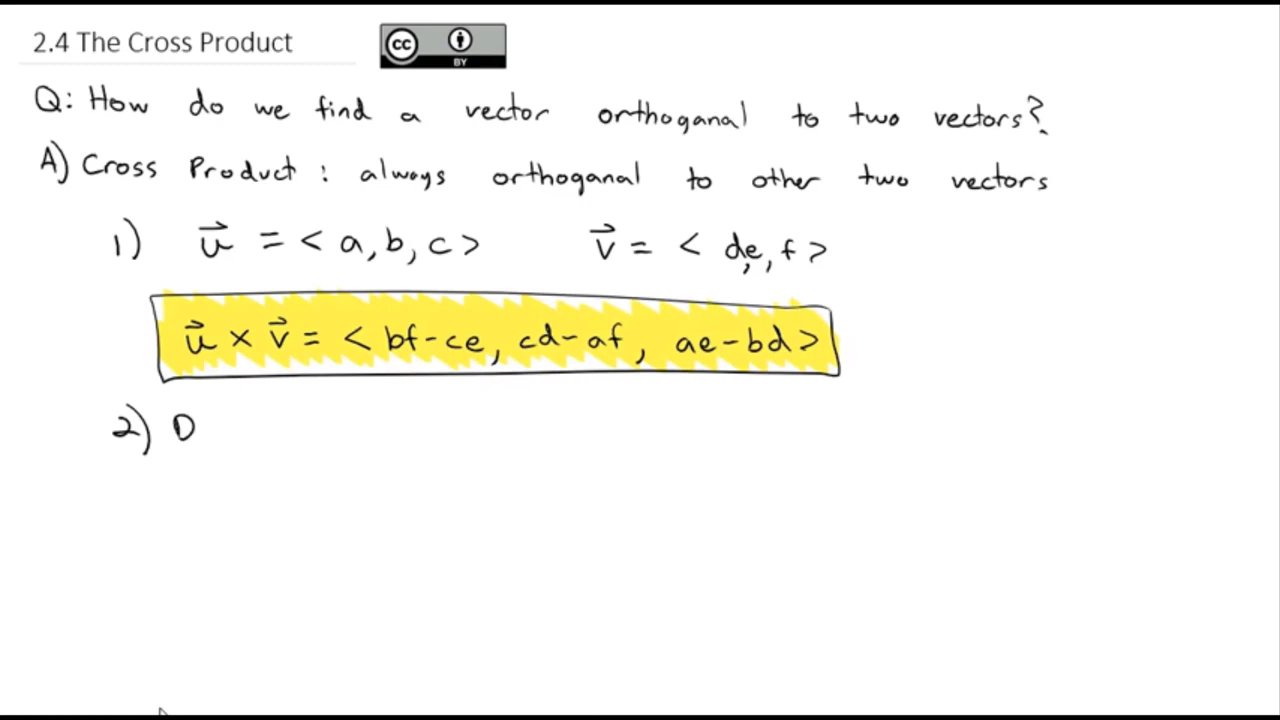 2.4 The Cross Product
cc BY
Q: How do we find a vector orthoganal to two vectors?
A) Cross Product : always orthoganal to other two vectors
1) u⃗ = < a, b, c > v⃗ = < d, e, f >
u⃗ × v⃗ = < bf - ce, cd - af, ae - bd >
2) D